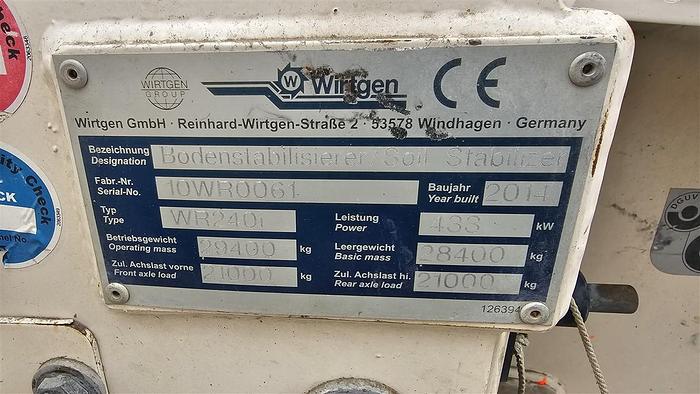 WIRTGEN
GROUP
W Wirtgen CE
Wirtgen GmbH · Reinhard-Wirtgen-Straße 2 · 53578 Windhagen · Germany
Bezeichnung
Designation
Bodenstabilisierer Soil Stabilizer
Fabr.-Nr.
Serial-No.
10WR0061
Baujahr
Year built
2014
Typ
Type
WR240i
Leistung
Power
433 kW
Betriebsgewicht
Operating mass
29400 kg
Leergewicht
Basic mass
28400 kg
Zul. Achslast vorne
Front axle load
21000 kg
Zul. Achslast hi.
Rear axle load
21000 kg
126394
DGUV